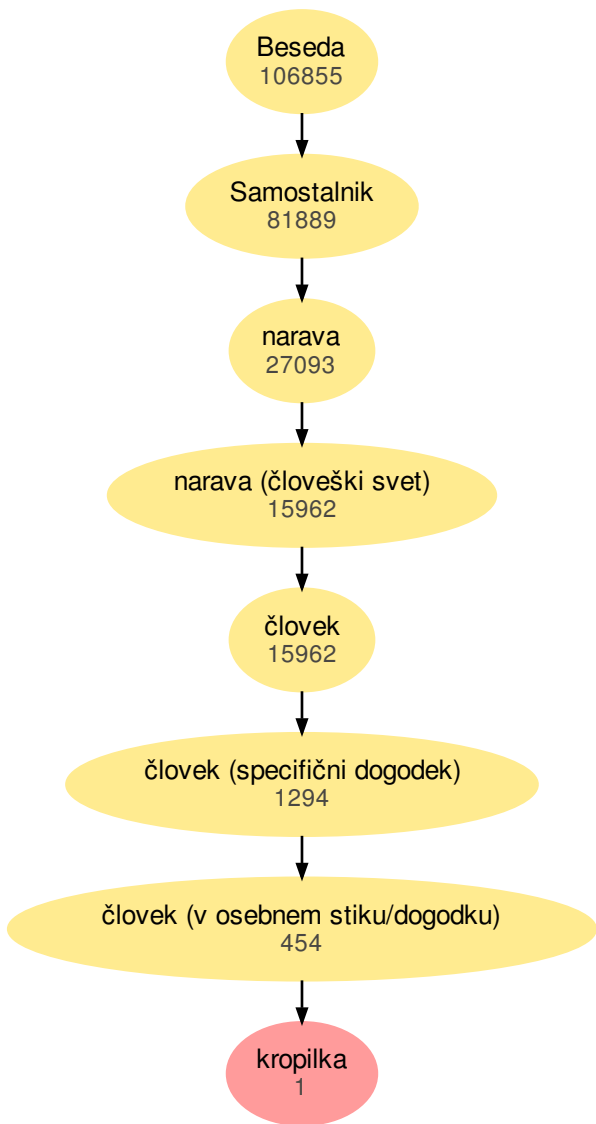 Beseda
106855
Samostalnik
81889
narava
27093
narava (človeški svet)
15962
človek
15962
človek (specifični dogodek)
1294
človek (v osebnem stiku/dogodku)
454
kropilka
1